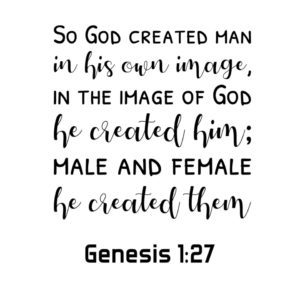 So God created man
in his own image,
in the image of God
he created him;
male and female
he created them
Genesis 1:27